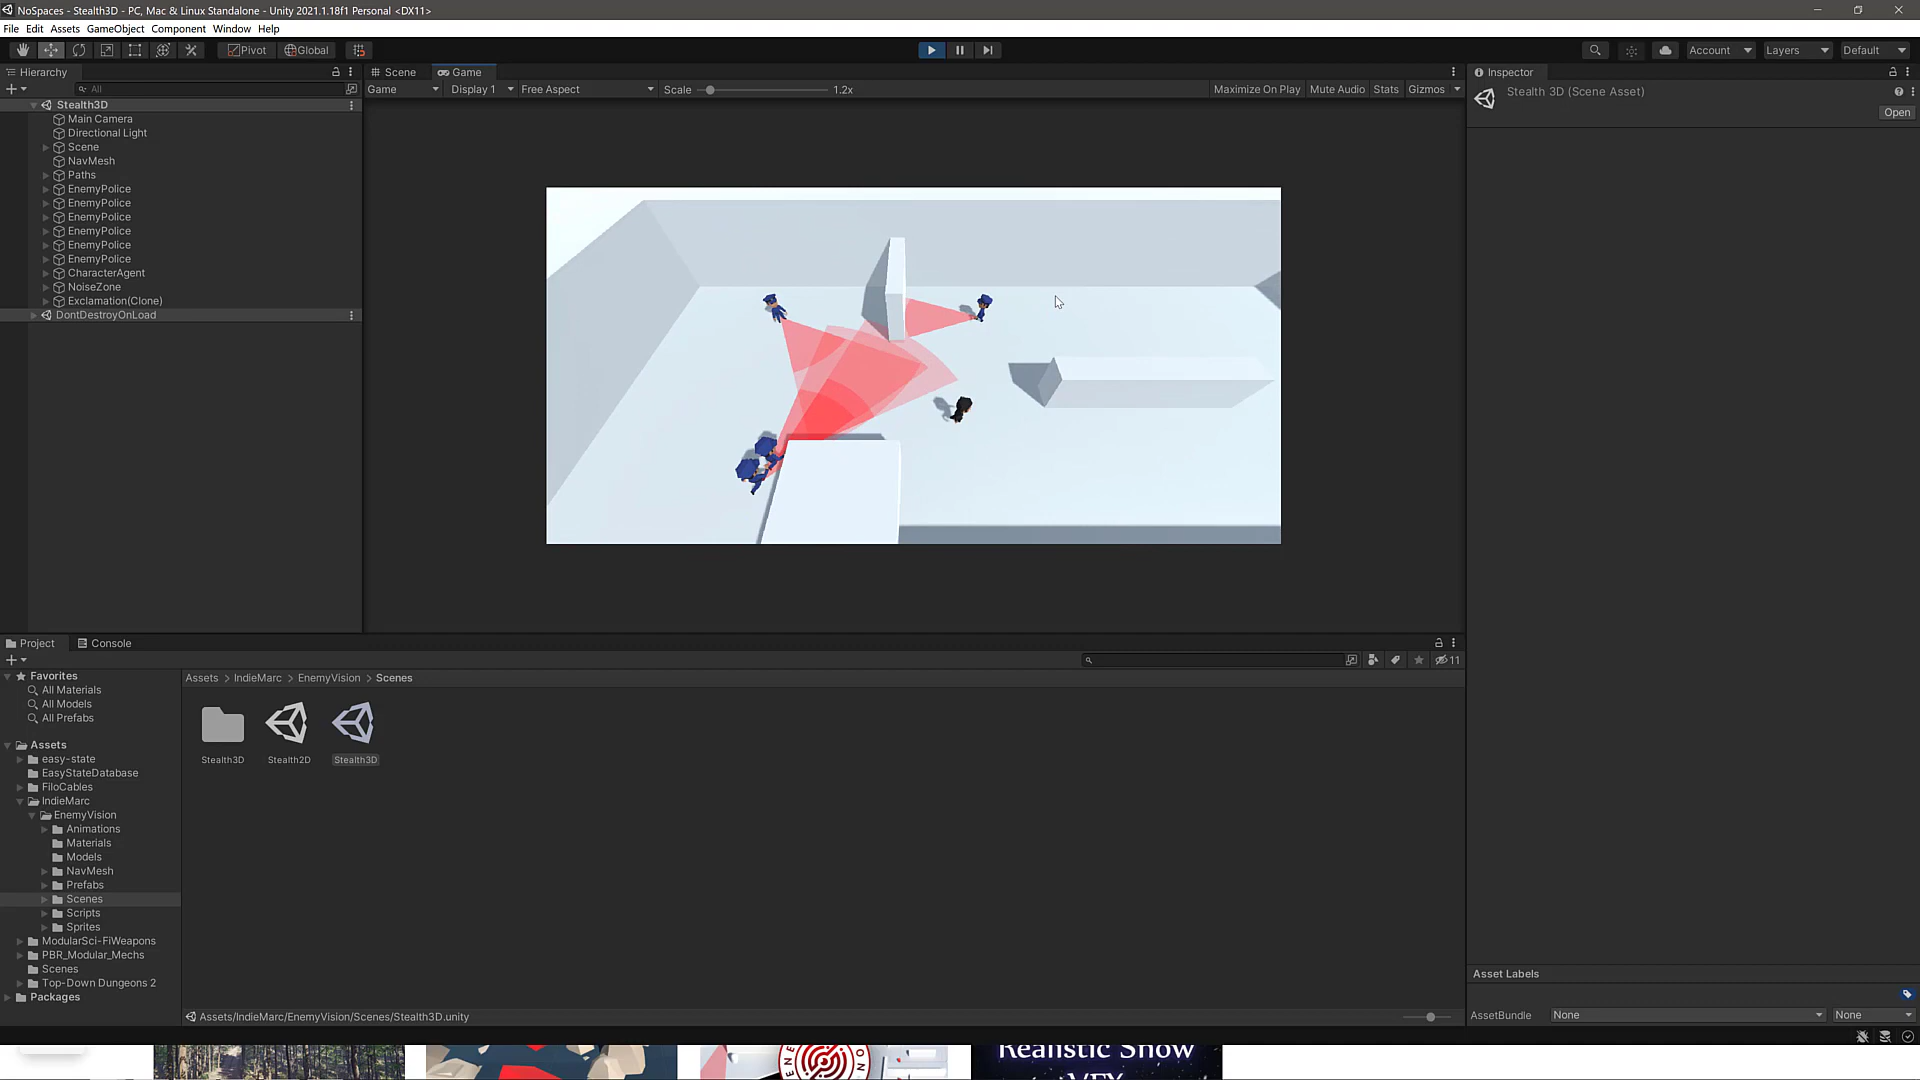 NoSpaces - Stealth3D - PC, Mac & Linux Standalone - Unity 2021.1.18f1 Personal <DX11>
File Edit Assets GameObject Component Window Help
Pivot Global Account Layers Default
Hierarchy
All
Stealth3D
Main Camera
Directional Light
Scene
NavMesh
Paths
EnemyPolice
EnemyPolice
EnemyPolice
EnemyPolice
EnemyPolice
EnemyPolice
CharacterAgent
NoiseZone
Exclamation(Clone)
DontDestroyOnLoad
Scene Game
Game Display 1 Free Aspect Scale 1.2x Maximize On Play Mute Audio Stats Gizmos
Inspector
Stealth 3D (Scene Asset)
Open
Project Console
11
Favorites
All Materials
All Models
All Prefabs
Assets
easy-state
EasyStateDatabase
FiloCables
IndieMarc
EnemyVision
Animations
Materials
Models
NavMesh
Prefabs
Scenes
Scripts
Sprites
ModularSci-FiWeapons
PBR_Modular_Mechs
Scenes
Top-Down Dungeons 2
Packages
Assets > IndieMarc > EnemyVision > Scenes
Stealth3D Stealth2D Stealth3D
Assets/IndieMarc/EnemyVision/Scenes/Stealth3D.unity
Asset Labels
AssetBundle None None
Realistic Snow
VFX